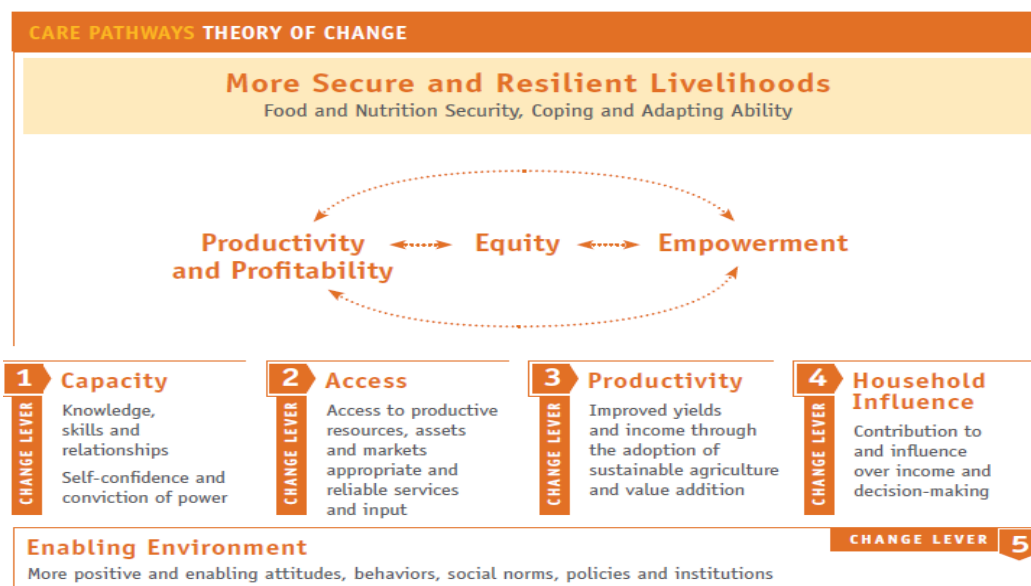 CARE PATHWAYS THEORY OF CHANGE
More Secure and Resilient Livelihoods
Food and Nutrition Security, Coping and Adapting Ability
Productivity
and Profitability
Equity
Empowerment
1
CHANGE LEVER
Capacity
Knowledge,
skills and
relationships
Self-confidence and
conviction of power
2
CHANGE LEVER
Access
Access to productive
resources, assets
and markets
appropriate and
reliable services
and input
3
CHANGE LEVER
Productivity
Improved yields
and income through
the adoption of
sustainable agriculture
and value addition
4
CHANGE LEVER
Household
Influence
Contribution to
and influence
over income and
decision-making
Enabling Environment
CHANGE LEVER 5
More positive and enabling attitudes, behaviors, social norms, policies and institutions